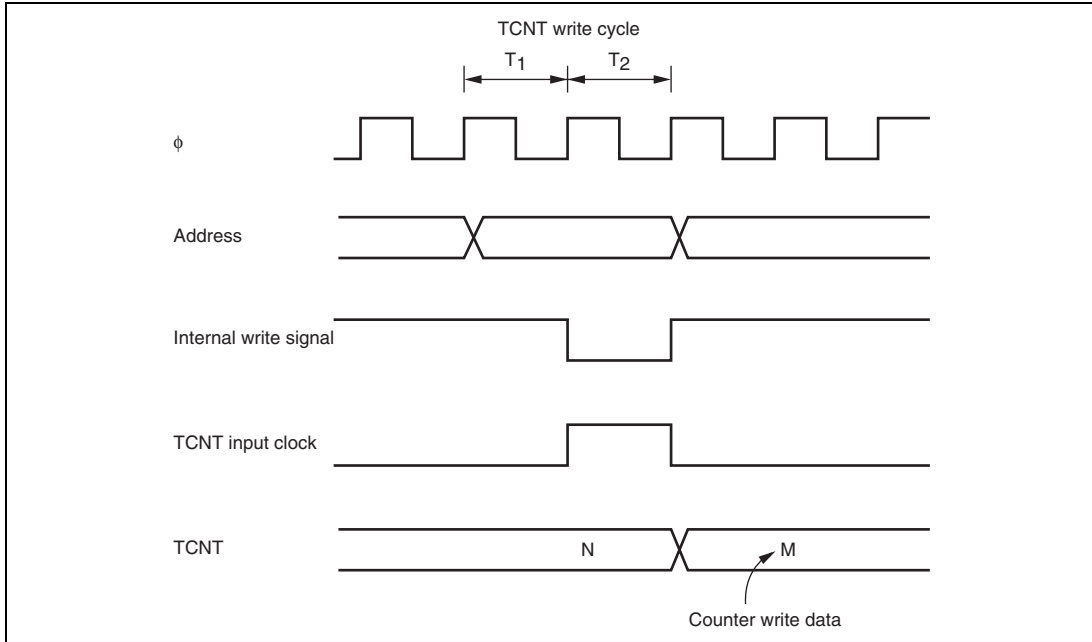 TCNT write cycle
T1 T2
ϕ
Address
Internal write signal
TCNT input clock
TCNT N M
Counter write data